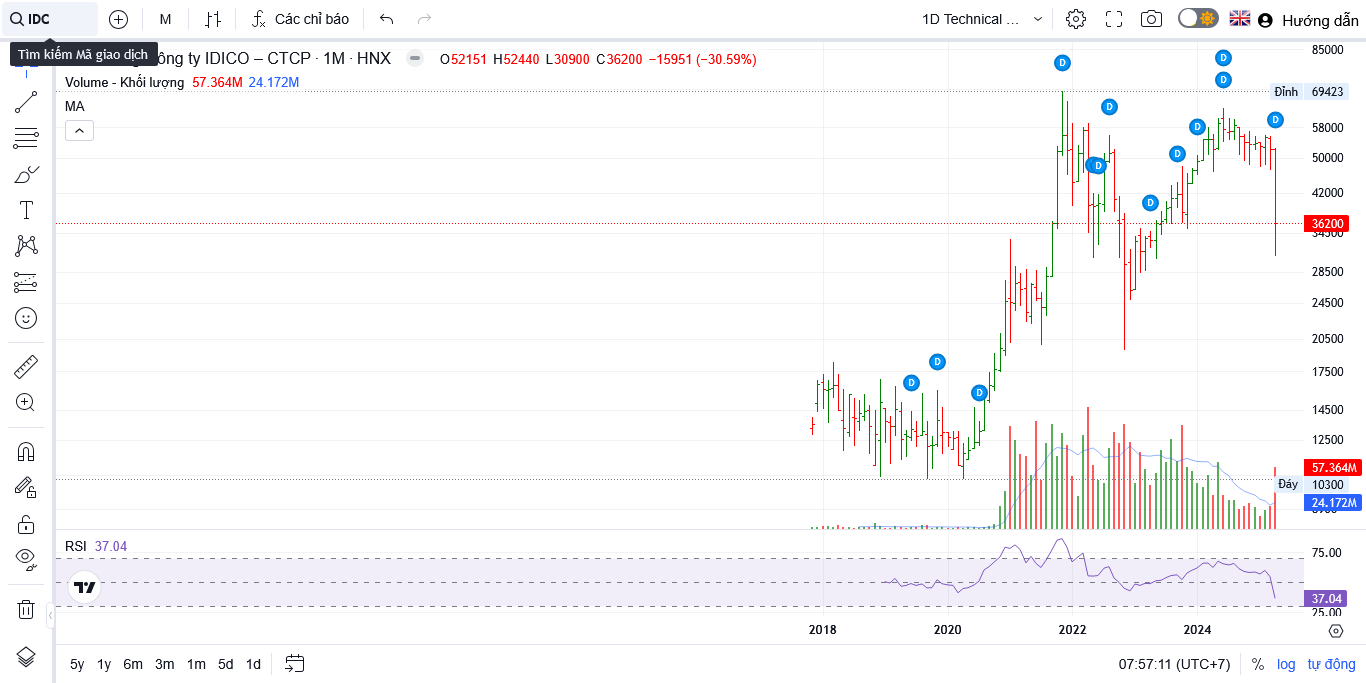 IDC
M
Các chỉ báo
1D Technical ...
Hướng dẫn
Tìm kiếm Mã giao dịch
ông ty IDICO – CTCP · 1M · HNX O52151 H52440 L30900 C36200 −15951 (−30.59%)
Volume - Khối lượng 57.364M 24.172M
MA
85000
Đỉnh 69423
58000
50000
42000
36200
34500
28500
24500
20500
17500
14500
12500
57.364M
Đáy 10300
24.172M
D
D
D
D
D
D
D
D
D
D
D
D
RSI 37.04
75.00
37.04
25.00
2018 2020 2022 2024
5y 1y 6m 3m 1m 5d 1d
07:57:11 (UTC+7) % log tự động